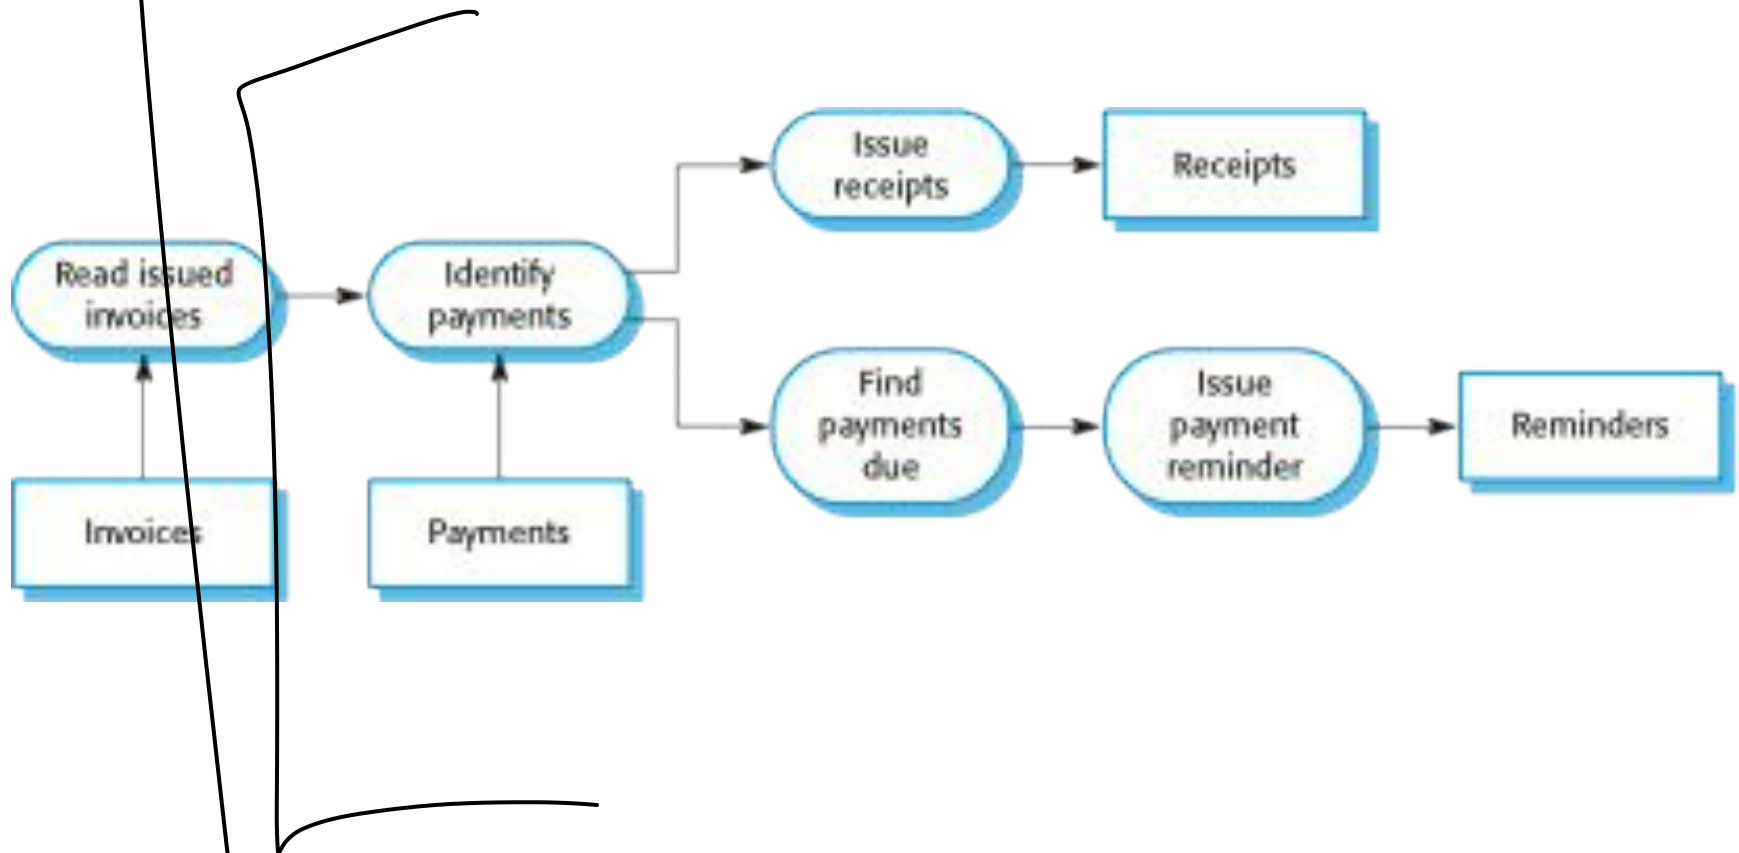 Issue
receipts
Receipts
Read issued
invoices
Identify
payments
Find
payments
due
Issue
payment
reminder
Reminders
Invoices
Payments